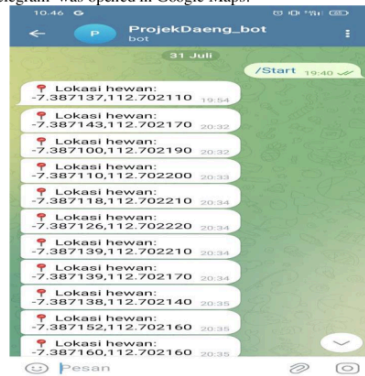 elegram" was opened in Google Maps.
10.46 G
P
ProjekDaeng_bot
bot
31 Juli
/Start 19:40
Lokasi hewan:
-7.387137,112.702110 19:54
Lokasi hewan:
-7.387143,112.702170 20:32
Lokasi hewan:
-7.387100,112.702190 20:32
Lokasi hewan:
-7.387110,112.702200 20:33
Lokasi hewan:
-7.387118,112.702210 20:34
Lokasi hewan:
-7.387126,112.702220 20:34
Lokasi hewan:
-7.387139,112.702210 20:34
Lokasi hewan:
-7.387139,112.702170 20:34
Lokasi hewan:
-7.387138,112.702140 20:35
Lokasi hewan:
-7.387152,112.702160 20:35
Lokasi hewan:
-7.387160,112.702160 20:35
Pesan